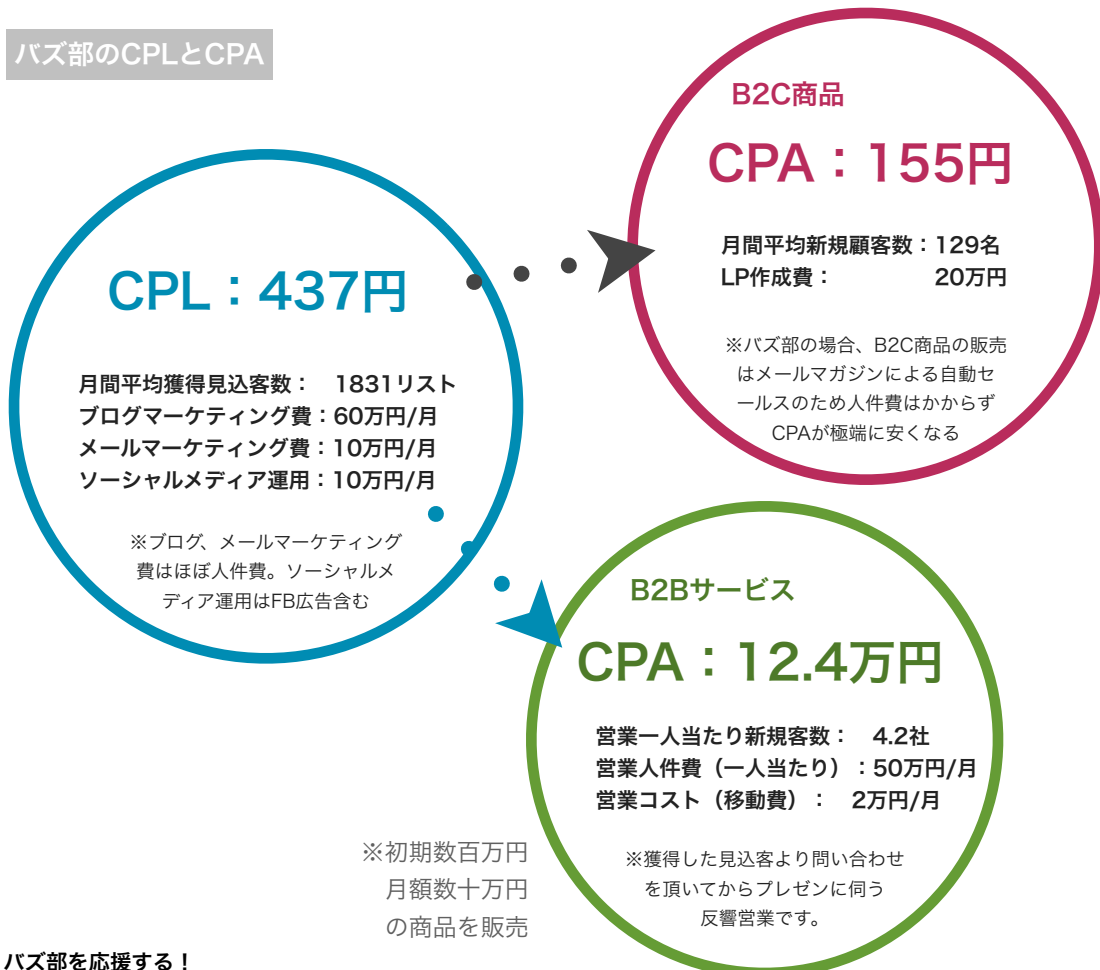 バズ部のCPLとCPA
CPL：437円
月間平均獲得見込客数：　1831リスト
ブログマーケティング費：60万円/月
メールマーケティング費：10万円/月
ソーシャルメディア運用：10万円/月
※ブログ、メールマーケティング
費はほぼ人件費。ソーシャルメ
ディア運用はFB広告含む
B2C商品
CPA：155円
月間平均新規顧客数：129名
LP作成費：　　　　20万円
※バズ部の場合、B2C商品の販売
はメールマガジンによる自動セ
ールスのため人件費はかからず
CPAが極端に安くなる
B2Bサービス
CPA：12.4万円
営業一人当たり新規客数：　4.2社
営業人件費（一人当たり）：50万円/月
営業コスト（移動費）：　2万円/月
※獲得した見込客より問い合わせ
を頂いてからプレゼンに伺う
反響営業です。
※初期数百万円
月額数十万円
の商品を販売
バズ部を応援する！